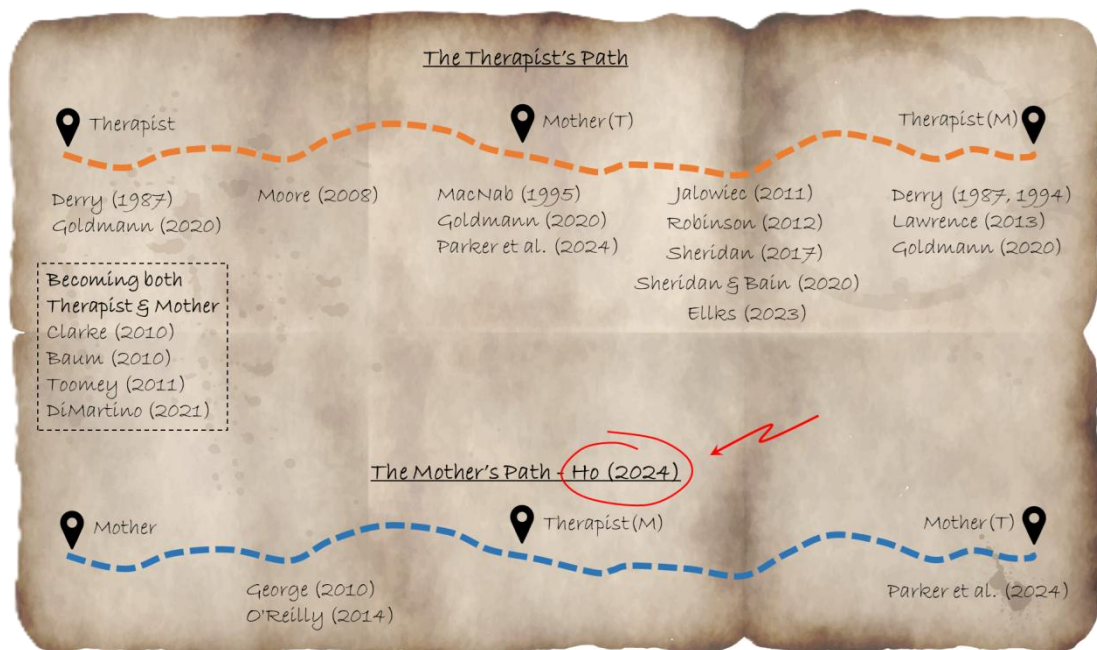 The Therapist's Path
Therapist
Mother(T)
Therapist(M)
Derry (1987)
Goldmann (2020)
Moore (2008)
MacNab (1995)
Goldmann (2020)
Parker et al. (2024)
Jalowiec (2011)
Robinson (2012)
Sheridan (2017)
Sheridan & Bain (2020)
Ellks (2023)
Derry (1987, 1994)
Lawrence (2013)
Goldmann (2020)
Becoming both
Therapist & Mother
Clarke (2010)
Baum (2010)
Toomey (2011)
DiMartino (2021)
The Mother's Path - Ho (2024)
Mother
Therapist(M)
Mother(T)
George (2010)
O'Reilly (2014)
Parker et al. (2024)